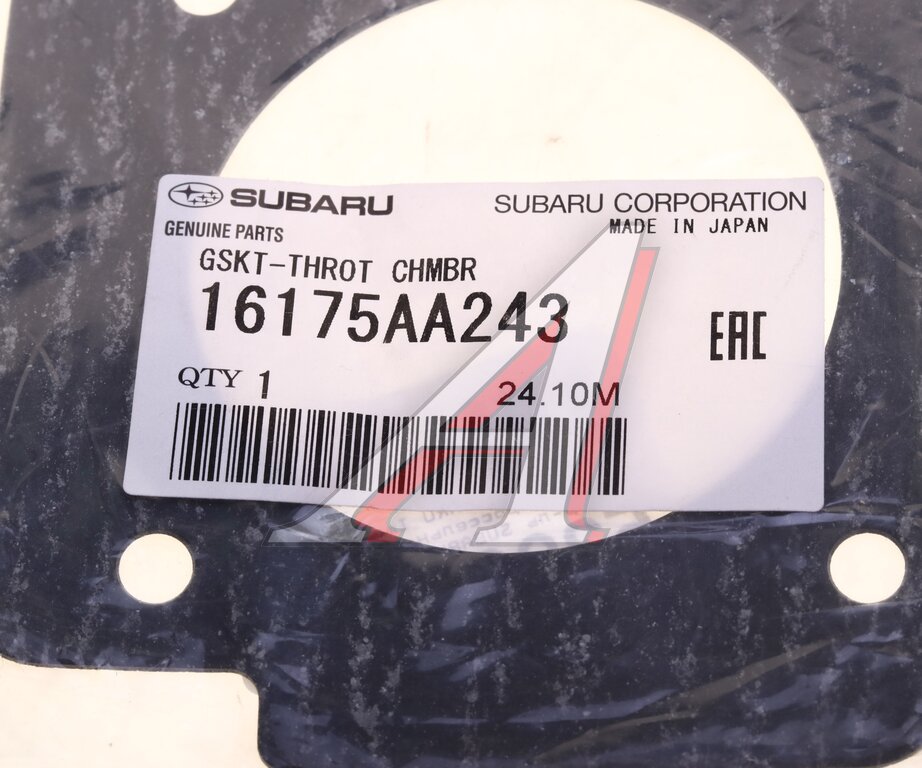 SUBARU SUBARU CORPORATION
GENUINE PARTS MADE IN JAPAN
GSKT-THROT CHMBR
16175AA243
EAC
QTY 1 24.10M